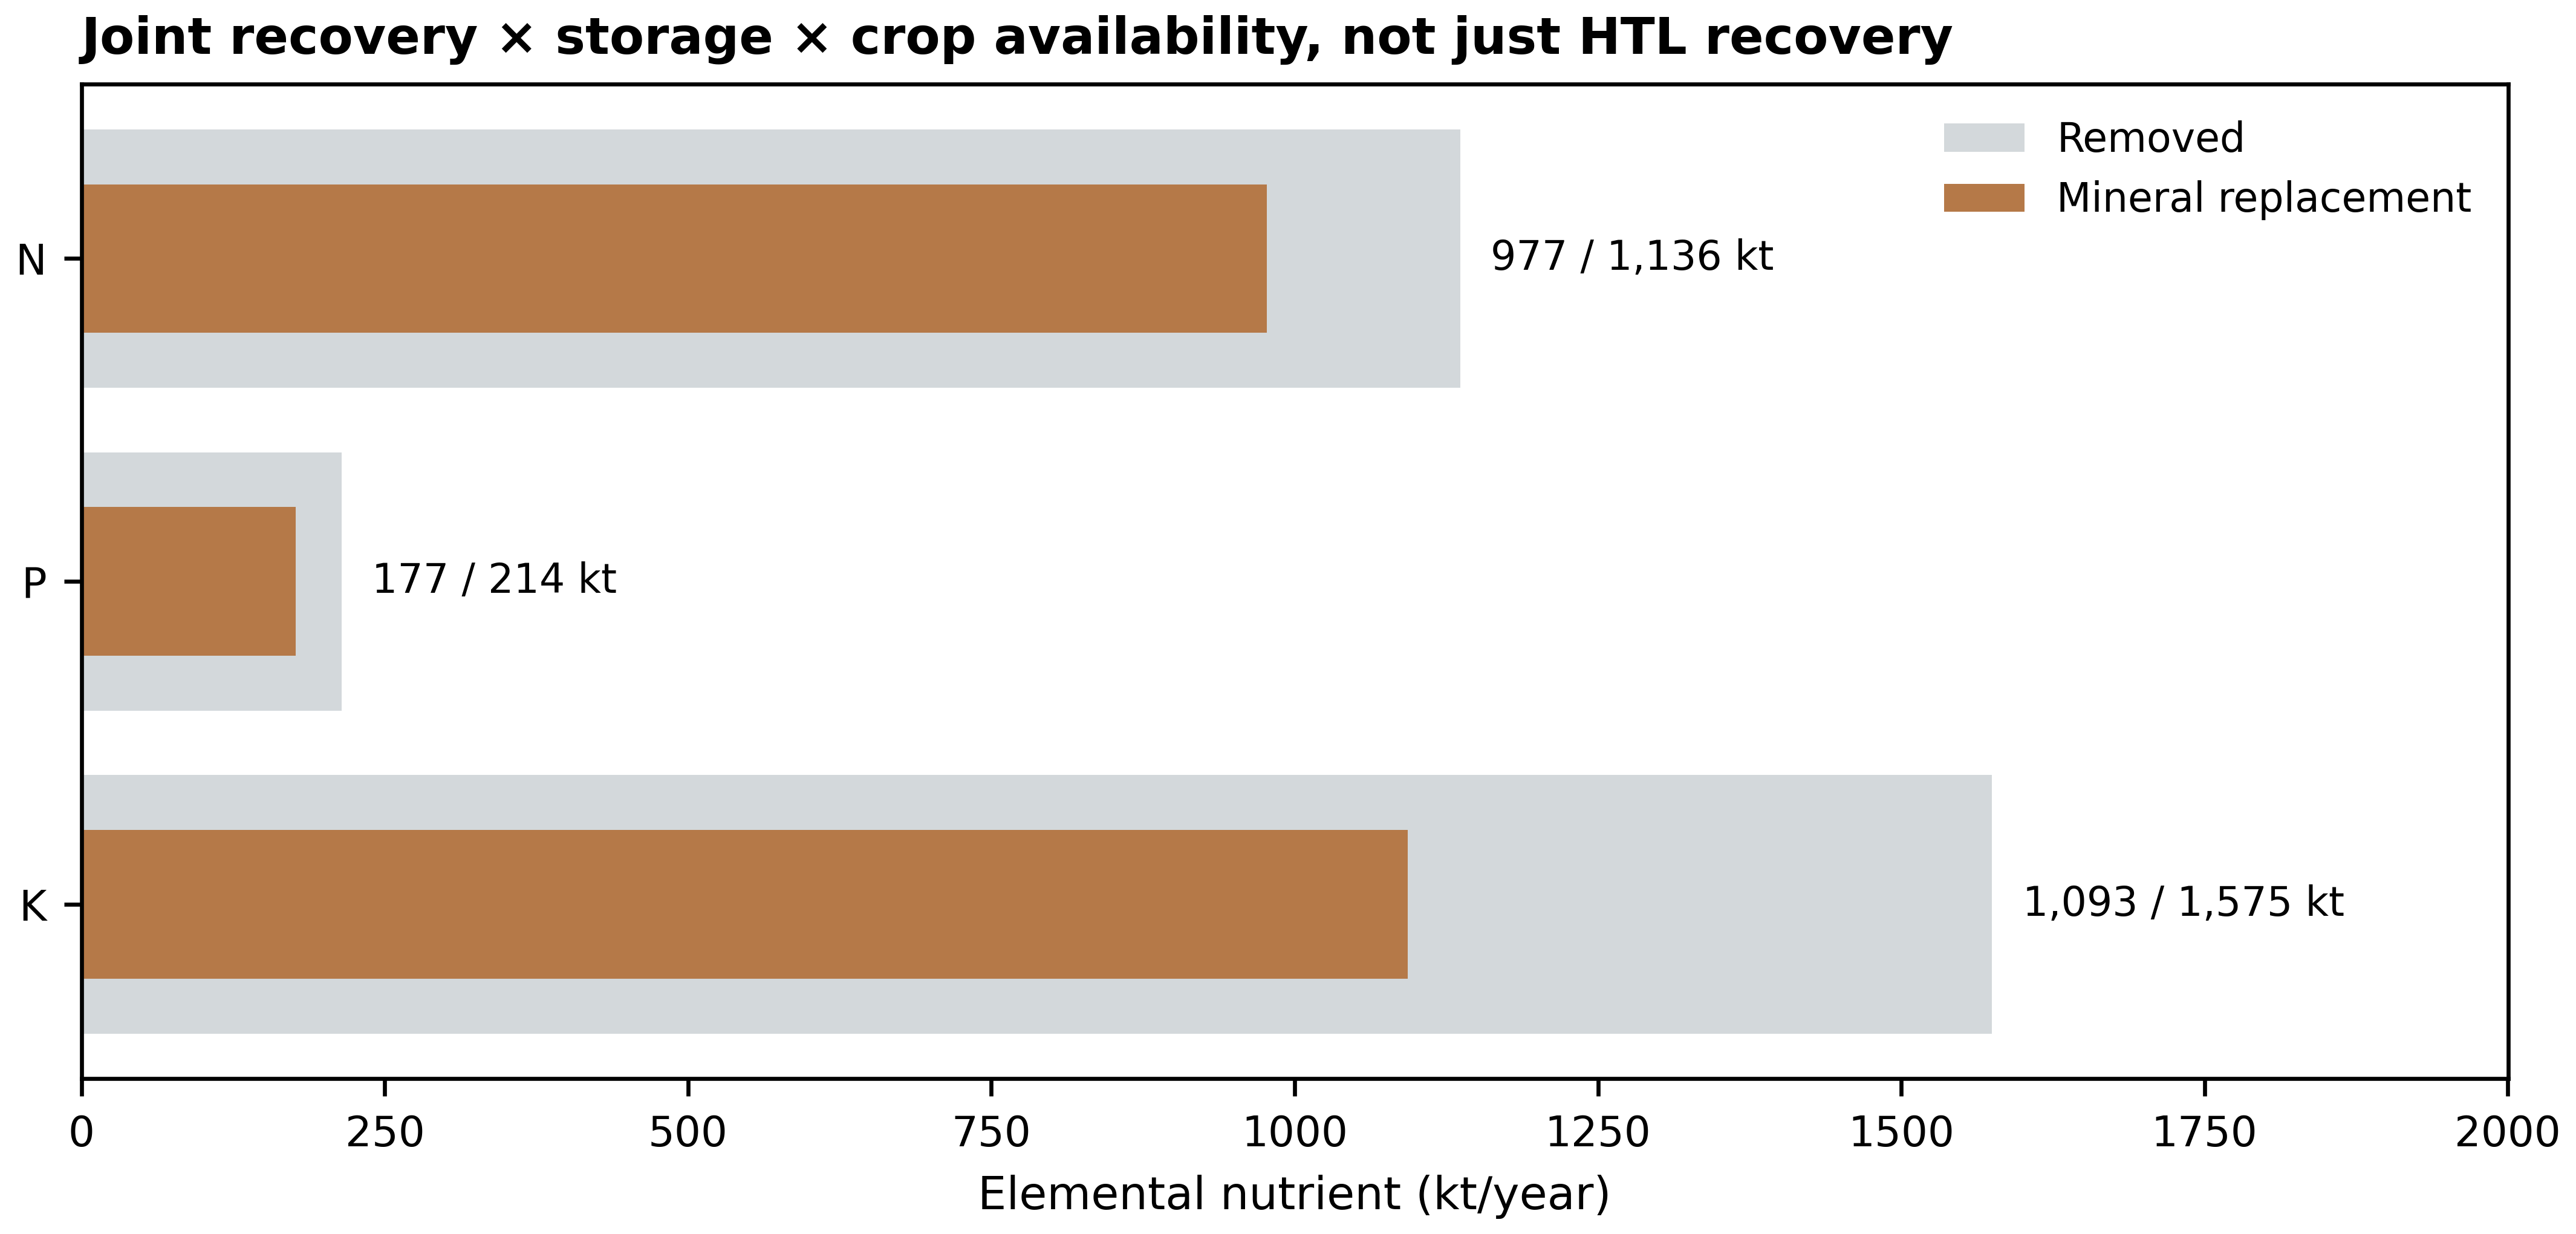 Joint recovery × storage × crop availability, not just HTL recovery
Removed
Mineral replacement
N
977 / 1,136 kt
P
177 / 214 kt
K
1,093 / 1,575 kt
0 250 500 750 1000 1250 1500 1750 2000
Elemental nutrient (kt/year)